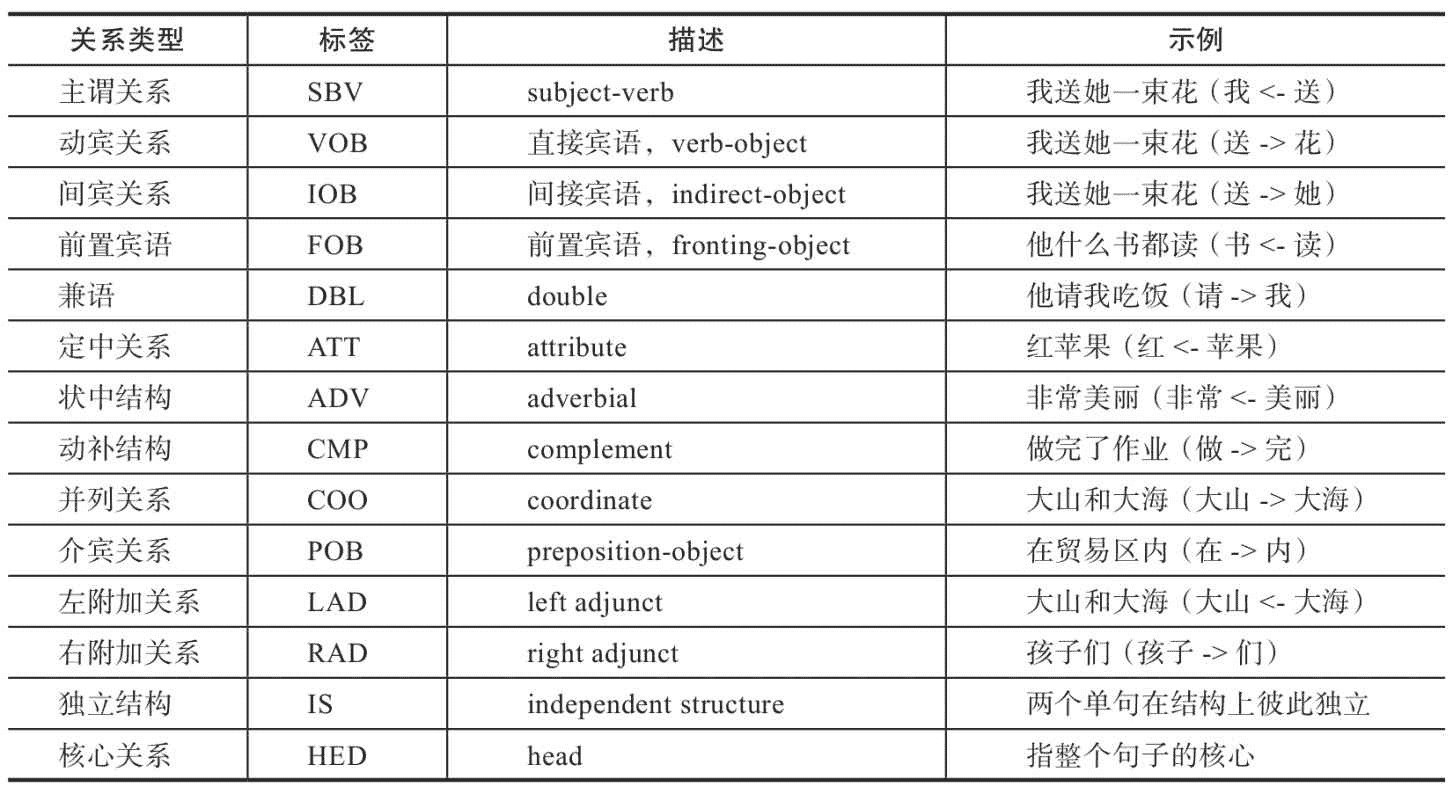 关系类型 标签 描述 示例
主谓关系 SBV subject-verb 我送她一束花（我 <- 送）
动宾关系 VOB 直接宾语，verb-object 我送她一束花（送 -> 花）
间宾关系 IOB 间接宾语，indirect-object 我送她一束花（送 -> 她）
前置宾语 FOB 前置宾语，fronting-object 他什么书都读（书 <- 读）
兼语 DBL double 他请我吃饭（请 -> 我）
定中关系 ATT attribute 红苹果（红 <- 苹果）
状中结构 ADV adverbial 非常美丽（非常 <- 美丽）
动补结构 CMP complement 做完了作业（做 -> 完）
并列关系 COO coordinate 大山和大海（大山 -> 大海）
介宾关系 POB preposition-object 在贸易区内（在 -> 内）
左附加关系 LAD left adjunct 大山和大海（大山 <- 大海）
右附加关系 RAD right adjunct 孩子们（孩子 -> 们）
独立结构 IS independent structure 两个单句在结构上彼此独立
核心关系 HED head 指整个句子的核心